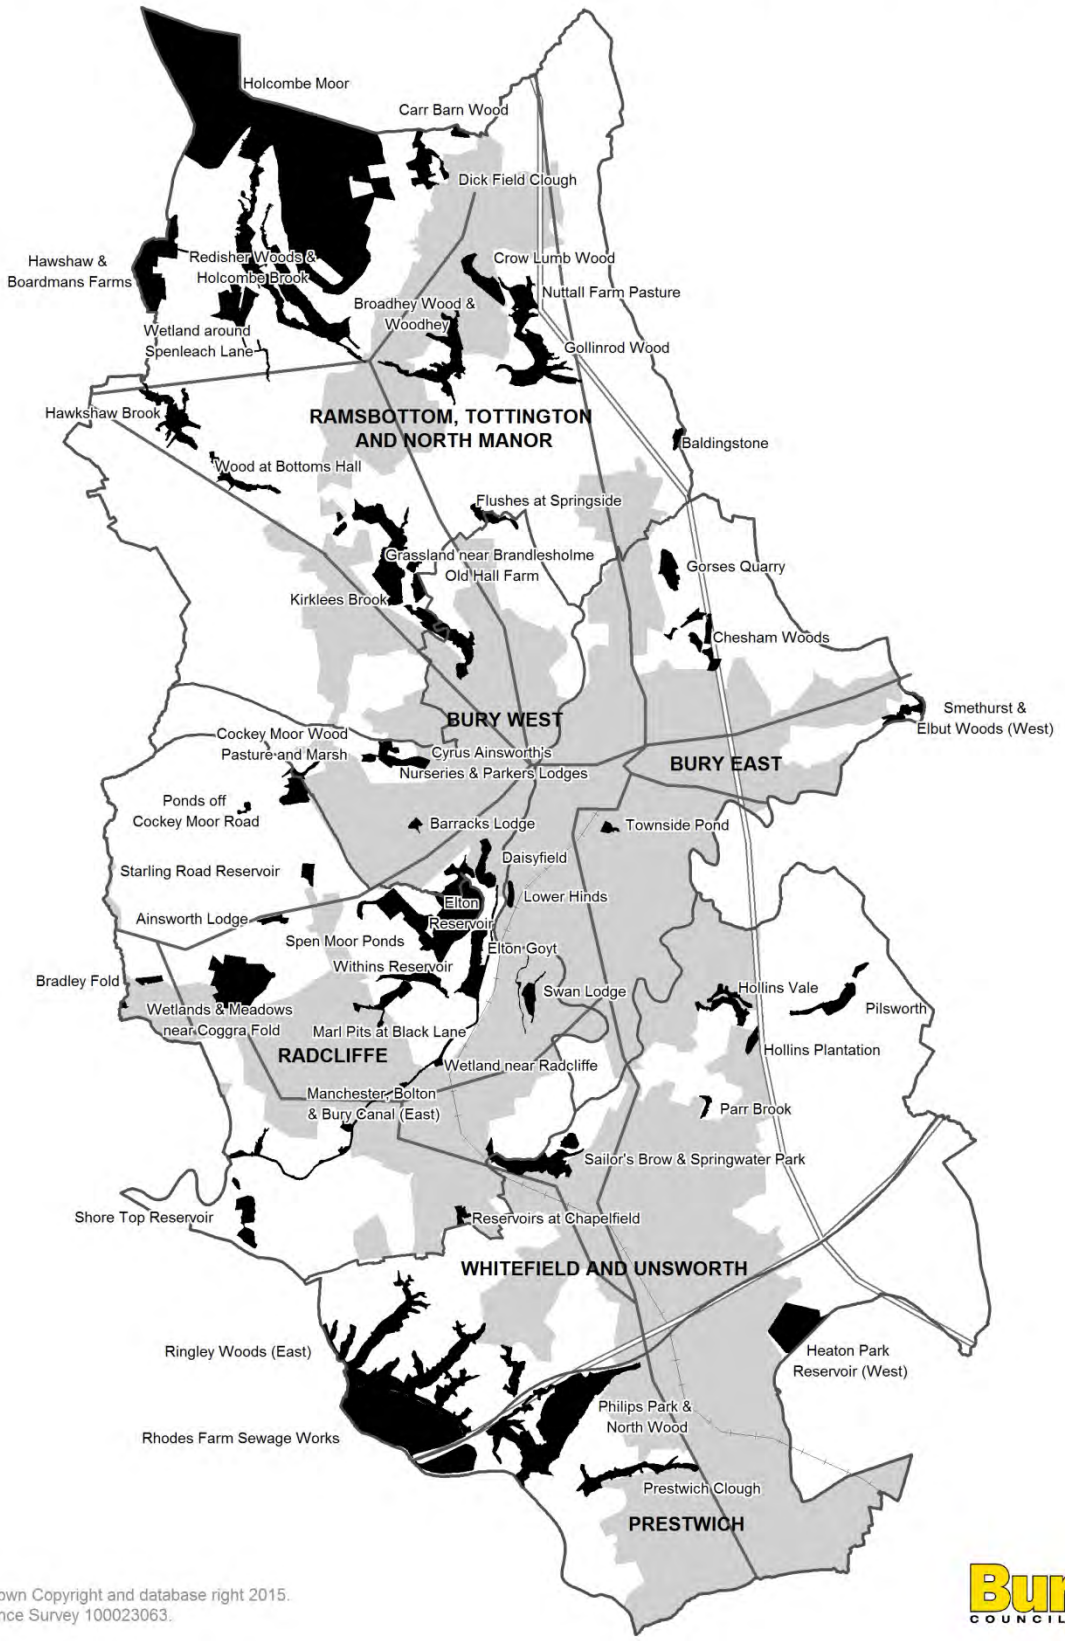 Holcombe Moor
Carr Barn Wood
Dick Field Clough
Hawshaw &
Boardmans Farms
Redisher Woods &
Holcombe Brook
Crow Lumb Wood
Nuttall Farm Pasture
Broadhey Wood &
Woodhey
Wetland around
Spenleach Lane
Gollinrod Wood
Hawkshaw Brook
RAMSBOTTOM, TOTTINGTON
AND NORTH MANOR
Baldingstone
Wood at Bottoms Hall
Flushes at Springside
Grassland near Brandlesholme
Old Hall Farm
Gorses Quarry
Kirklees Brook
Chesham Woods
Smethurst &
Elbut Woods (West)
BURY WEST
Cockey Moor Wood
Pasture and Marsh
Cyrus Ainsworth's
Nurseries & Parkers Lodges
BURY EAST
Ponds off
Cockey Moor Road
Barracks Lodge
Townside Pond
Daisyfield
Starling Road Reservoir
Elton
Reservoir
Lower Hinds
Ainsworth Lodge
Spen Moor Ponds
Elton Goyt
Withins Reservoir
Bradley Fold
Swan Lodge
Hollins Vale
Pilsworth
Wetlands & Meadows
near Coggra Fold
Marl Pits at Black Lane
Hollins Plantation
RADCLIFFE
Wetland near Radcliffe
Manchester, Bolton
& Bury Canal (East)
Parr Brook
Sailor's Brow & Springwater Park
Shore Top Reservoir
Reservoirs at Chapelfield
WHITEFIELD AND UNSWORTH
Ringley Woods (East)
Heaton Park
Reservoir (West)
Philips Park &
North Wood
Rhodes Farm Sewage Works
Prestwich Clough
PRESTWICH
own Copyright and database right 2015.
nce Survey 100023063.
Bur
COUNCIL